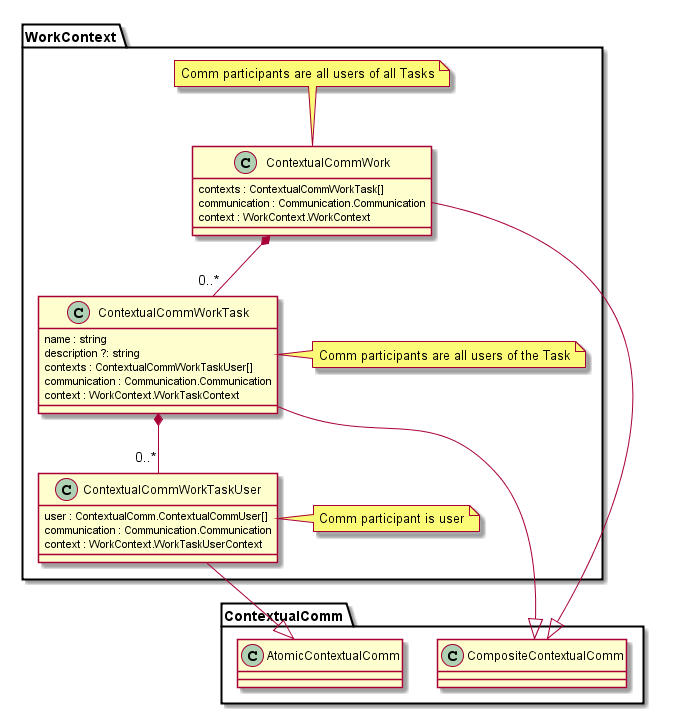 WorkContext
Comm participants are all users of all Tasks
C ContextualCommWork
contexts : ContextualCommWorkTask[]
communication : Communication.Communication
context : WorkContext.WorkContext
0..*
C ContextualCommWorkTask
name : string
description ?: string
contexts : ContextualCommWorkTaskUser[]
communication : Communication.Communication
context : WorkContext.WorkTaskContext
Comm participants are all users of the Task
0..*
C ContextualCommWorkTaskUser
user : ContextualComm.ContextualCommUser[]
communication : Communication.Communication
context : WorkContext.WorkTaskUserContext
Comm participant is user
ContextualComm
C AtomicContextualComm
C CompositeContextualComm